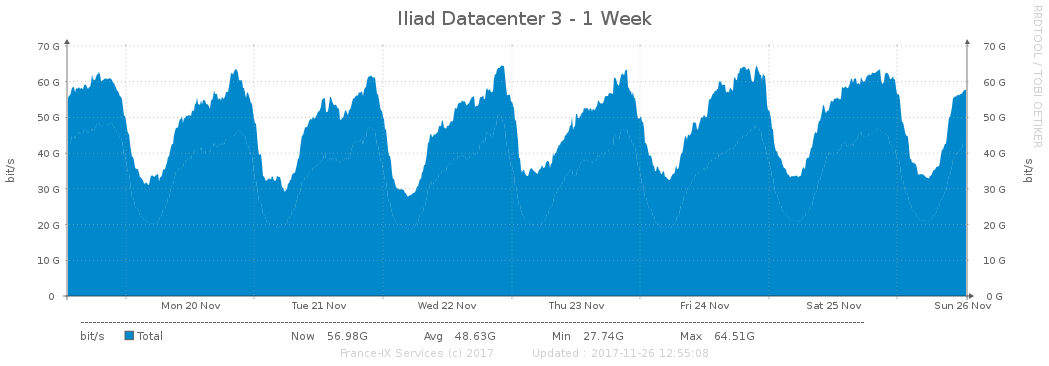 Iliad Datacenter 3 - 1 Week
RRDTOOL / TOBI OETIKER
70 G 70 G
60 G 60 G
50 G 50 G
40 G 40 G
bit/s bit/s
30 G 30 G
20 G 20 G
10 G 10 G
0 0 G
Mon 20 Nov Tue 21 Nov Wed 22 Nov Thu 23 Nov Fri 24 Nov Sat 25 Nov Sun 26 Nov
bit/s Total Now 56.98G Avg 48.63G Min 27.74G Max 64.51G
France-IX Services (c) 2017 Updated : 2017-11-26 12:55:08